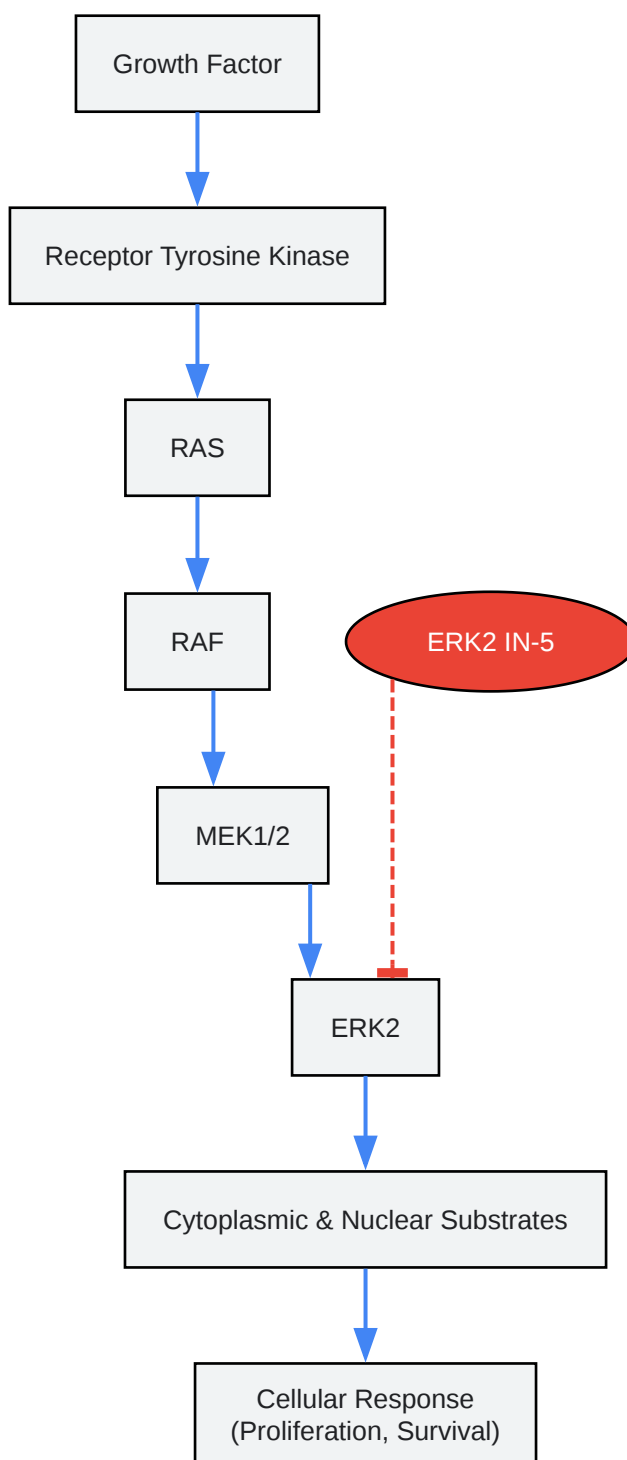 Growth Factor
Receptor Tyrosine Kinase
RAS
RAF
ERK2 IN-5
MEK1/2
ERK2
Cytoplasmic & Nuclear Substrates
Cellular Response
(Proliferation, Survival)